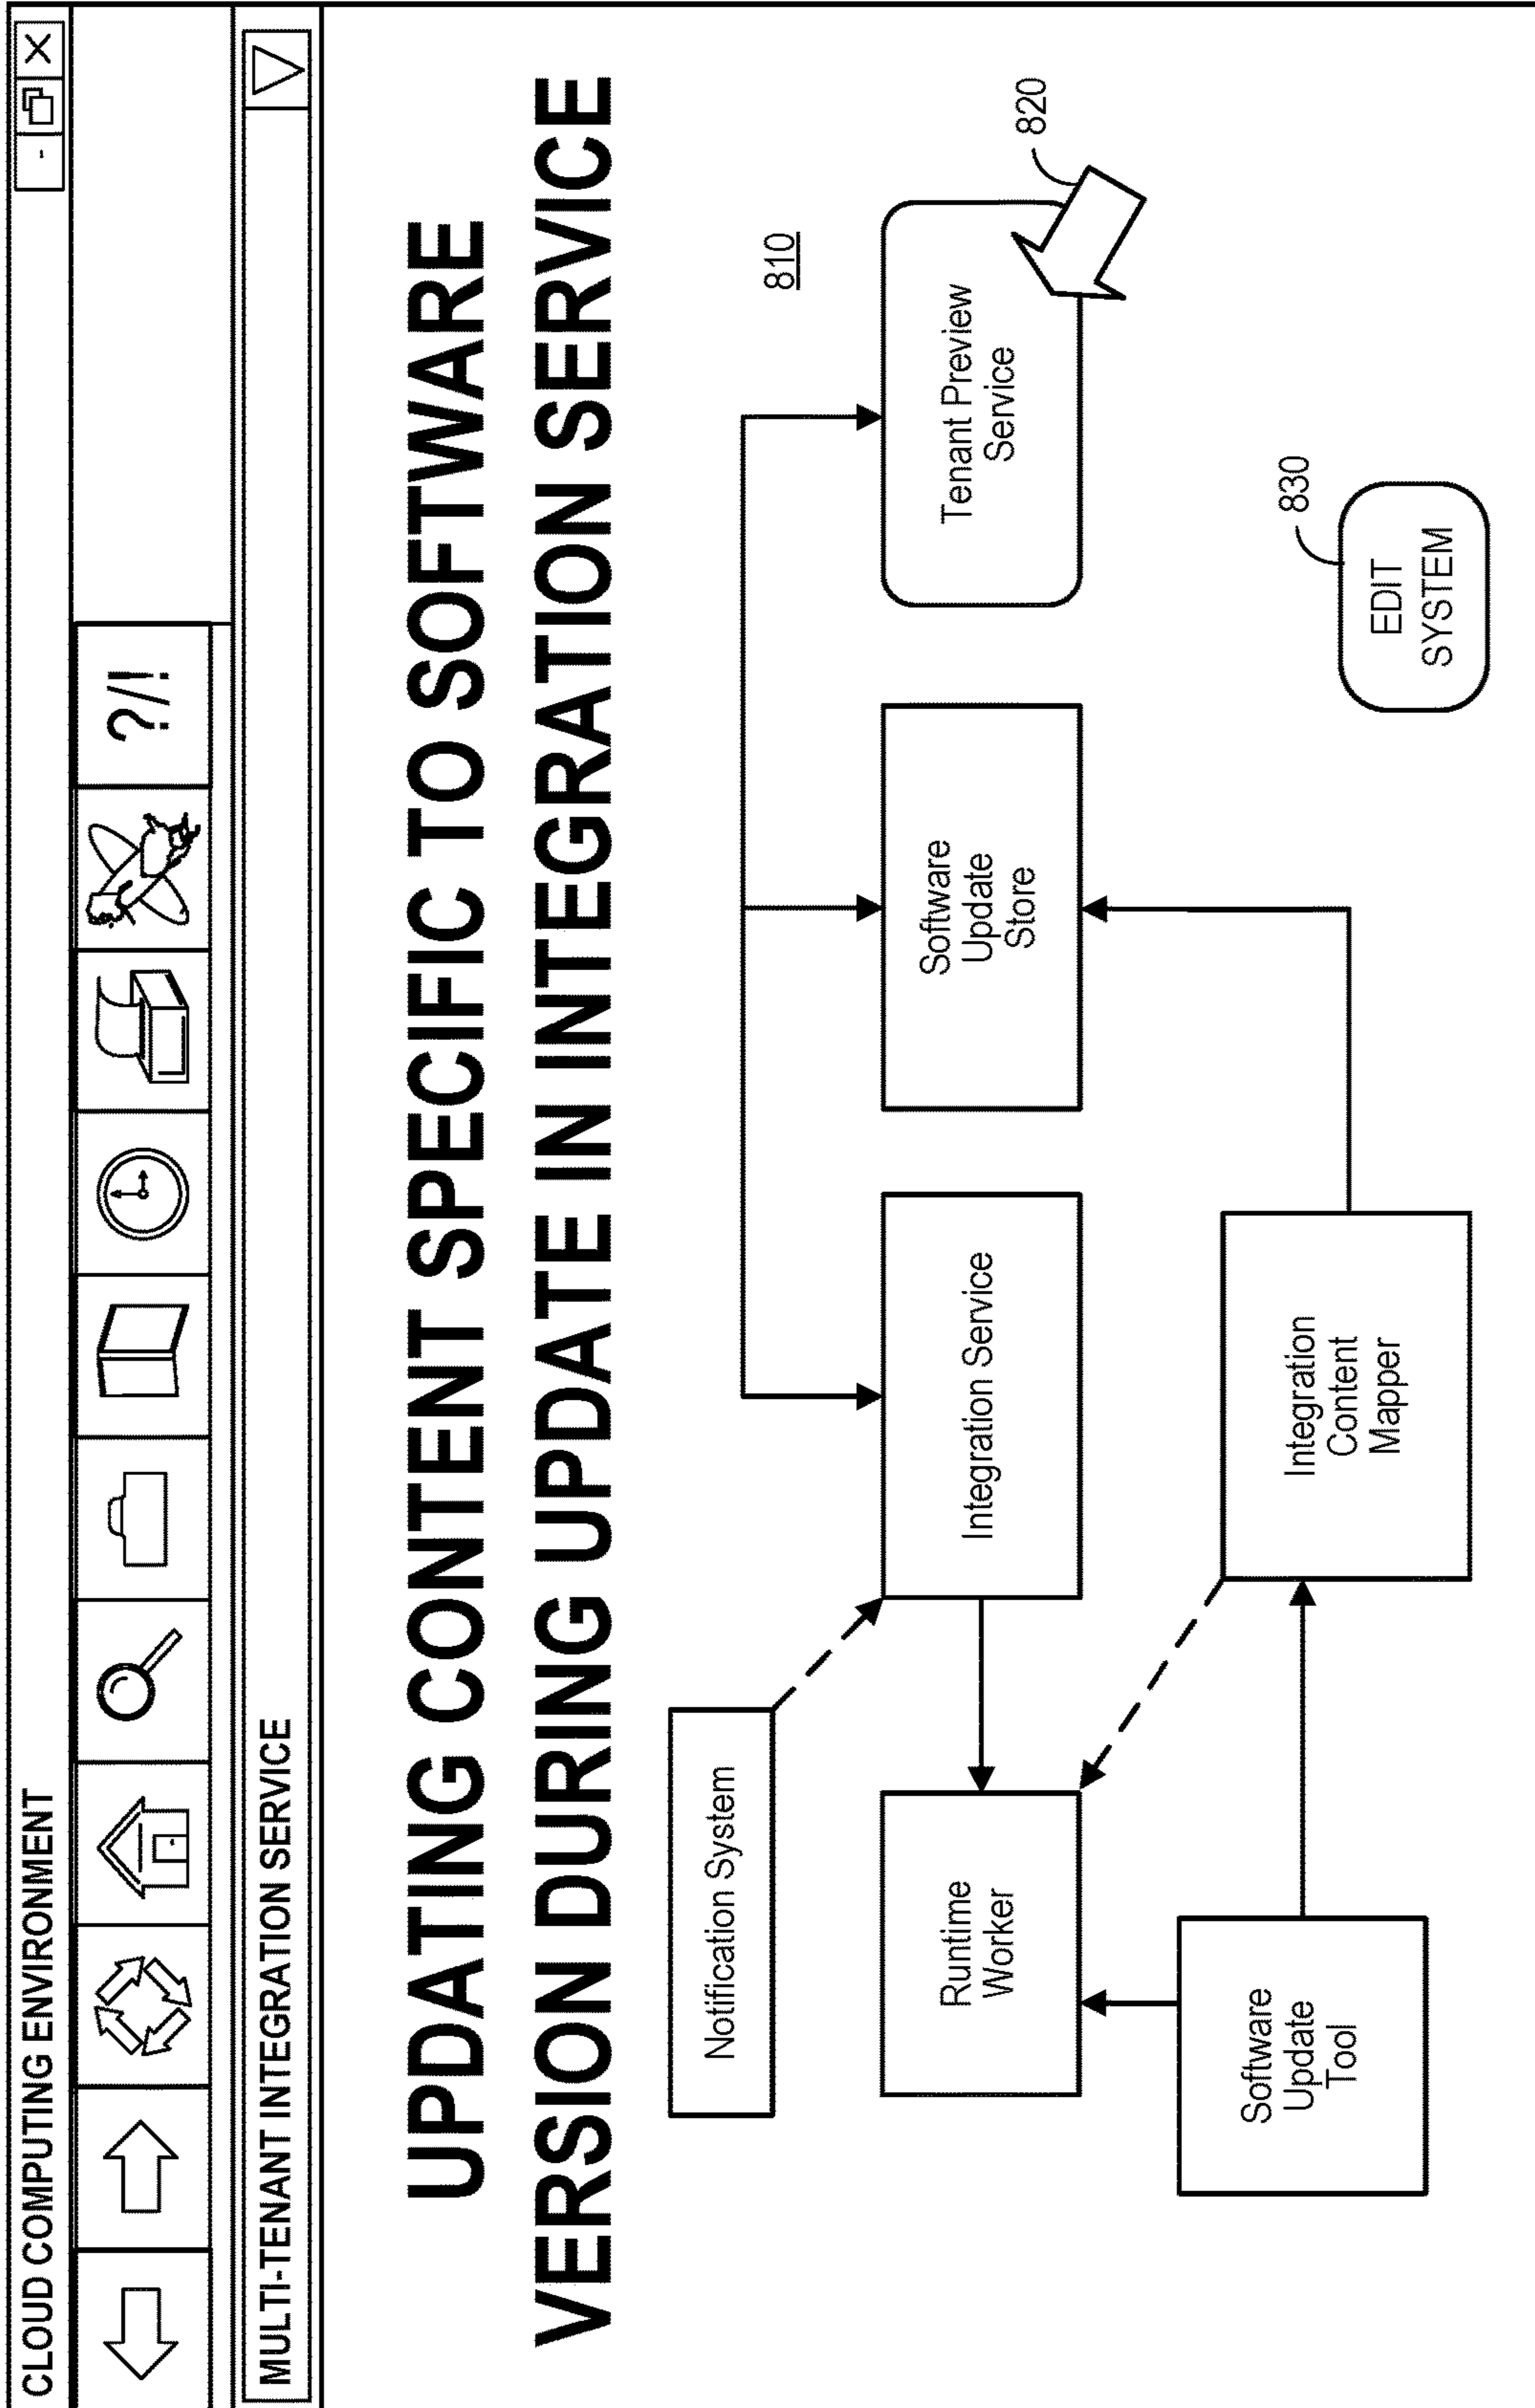 CLOUD COMPUTING ENVIRONMENT
- X
?/!
MULTI-TENANT INTEGRATION SERVICE
UPDATING CONTENT SPECIFIC TO SOFTWARE
VERSION DURING UPDATE IN INTEGRATION SERVICE
Notification System
810
820
Runtime
Worker
Integration Service
Software
Update
Store
Tenant Preview
Service
Software
Update
Tool
Integration
Content
Mapper
830
EDIT
SYSTEM